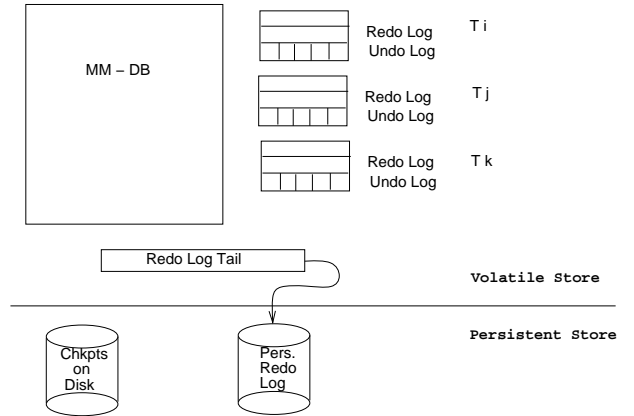 MM – DB
Redo Log T i
Undo Log
Redo Log T j
Undo Log
Redo Log T k
Undo Log
Redo Log Tail
Volatile Store
Persistent Store
Chkpts
on
Disk
Pers.
Redo
Log